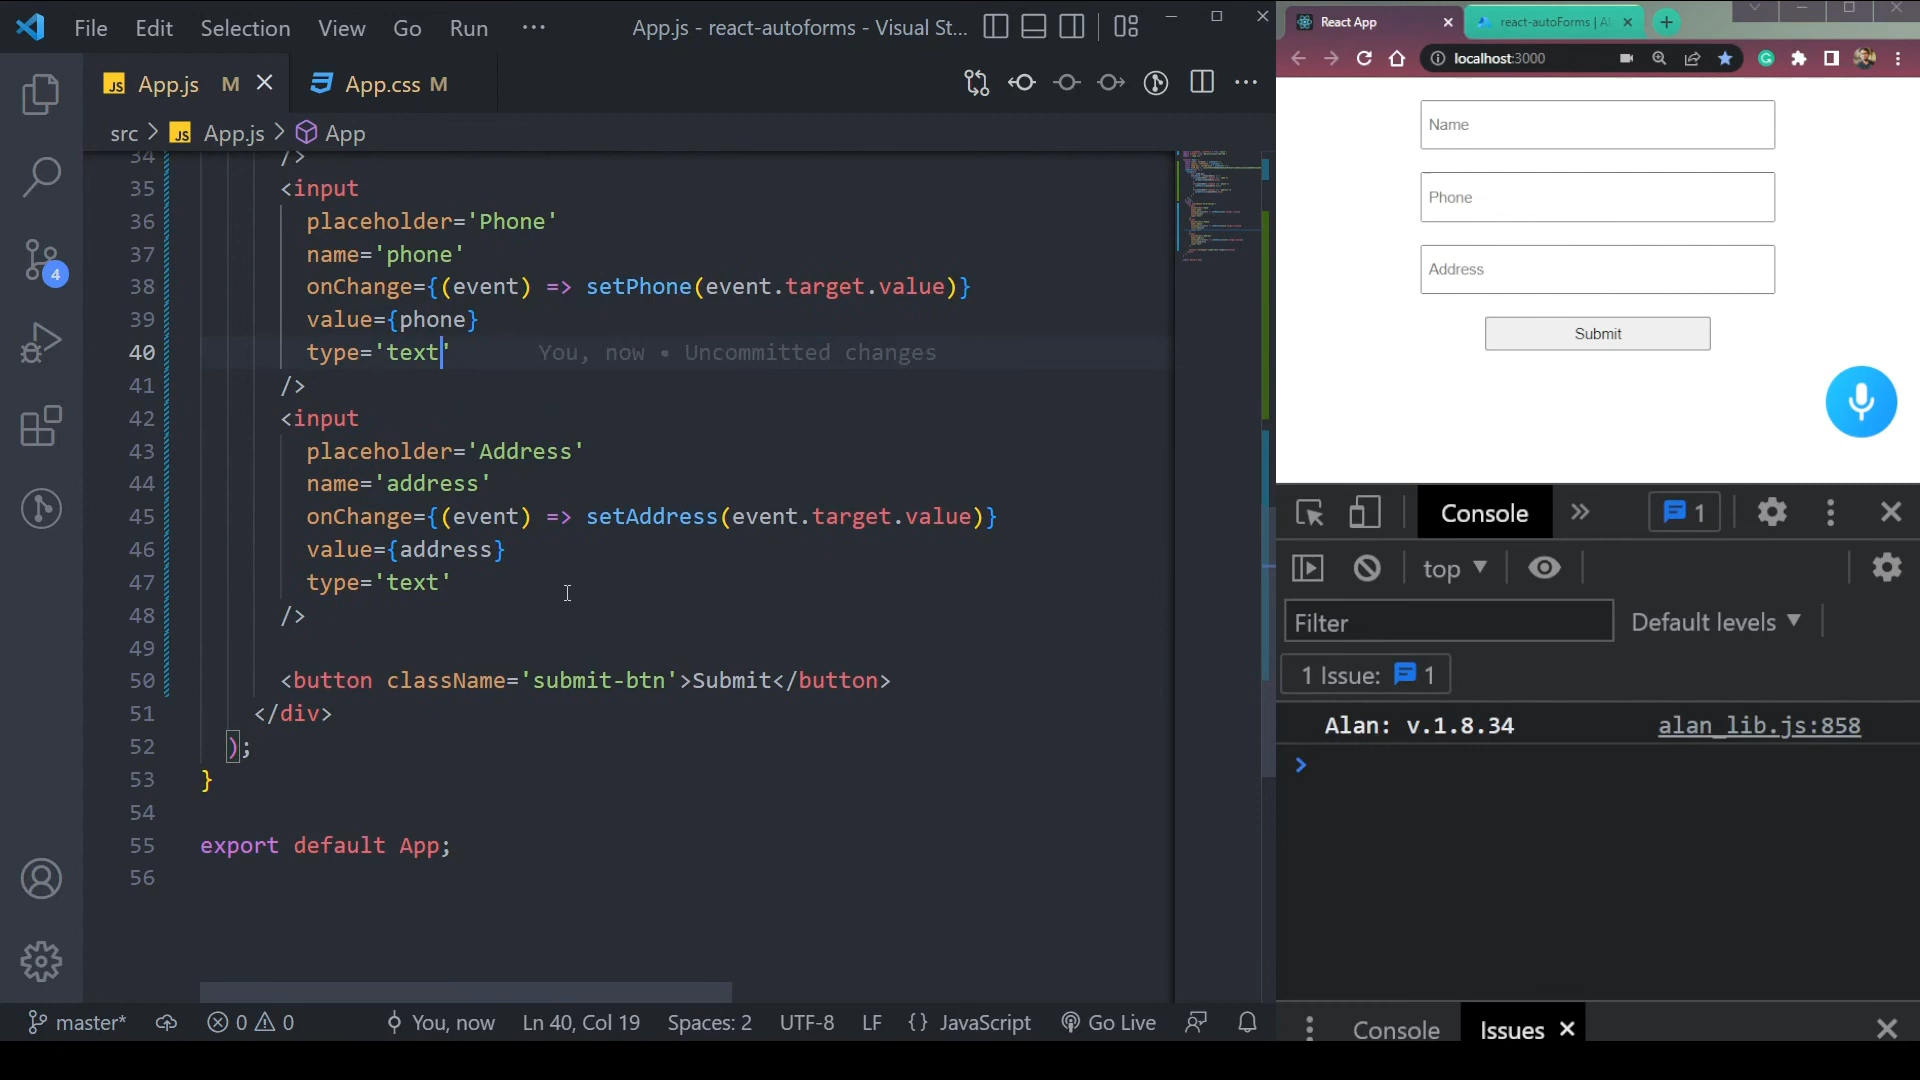 File Edit Selection View Go Run ··· App.js - react-autoforms - Visual St...
JS App.js M App.css M
src > JS App.js > App
34 />
35 <input
36 placeholder='Phone'
37 name='phone'
38 onChange={(event) => setPhone(event.target.value)}
39 value={phone}
40 type='text' You, now • Uncommitted changes
41 />
42 <input
43 placeholder='Address'
44 name='address'
45 onChange={(event) => setAddress(event.target.value)}
46 value={address}
47 type='text'
48 />
49
50 <button className='submit-btn'>Submit</button>
51 </div>
52 );
53 }
54
55 export default App;
56
4
master* 0 0 You, now Ln 40, Col 19 Spaces: 2 UTF-8 LF {} JavaScript Go Live
React App react-autoForms | Al
localhost:3000
Name
Phone
Address
Submit
Console » 1
top
Filter Default levels
1 Issue: 1
Alan: v.1.8.34 alan_lib.js:858
>
Console Issues